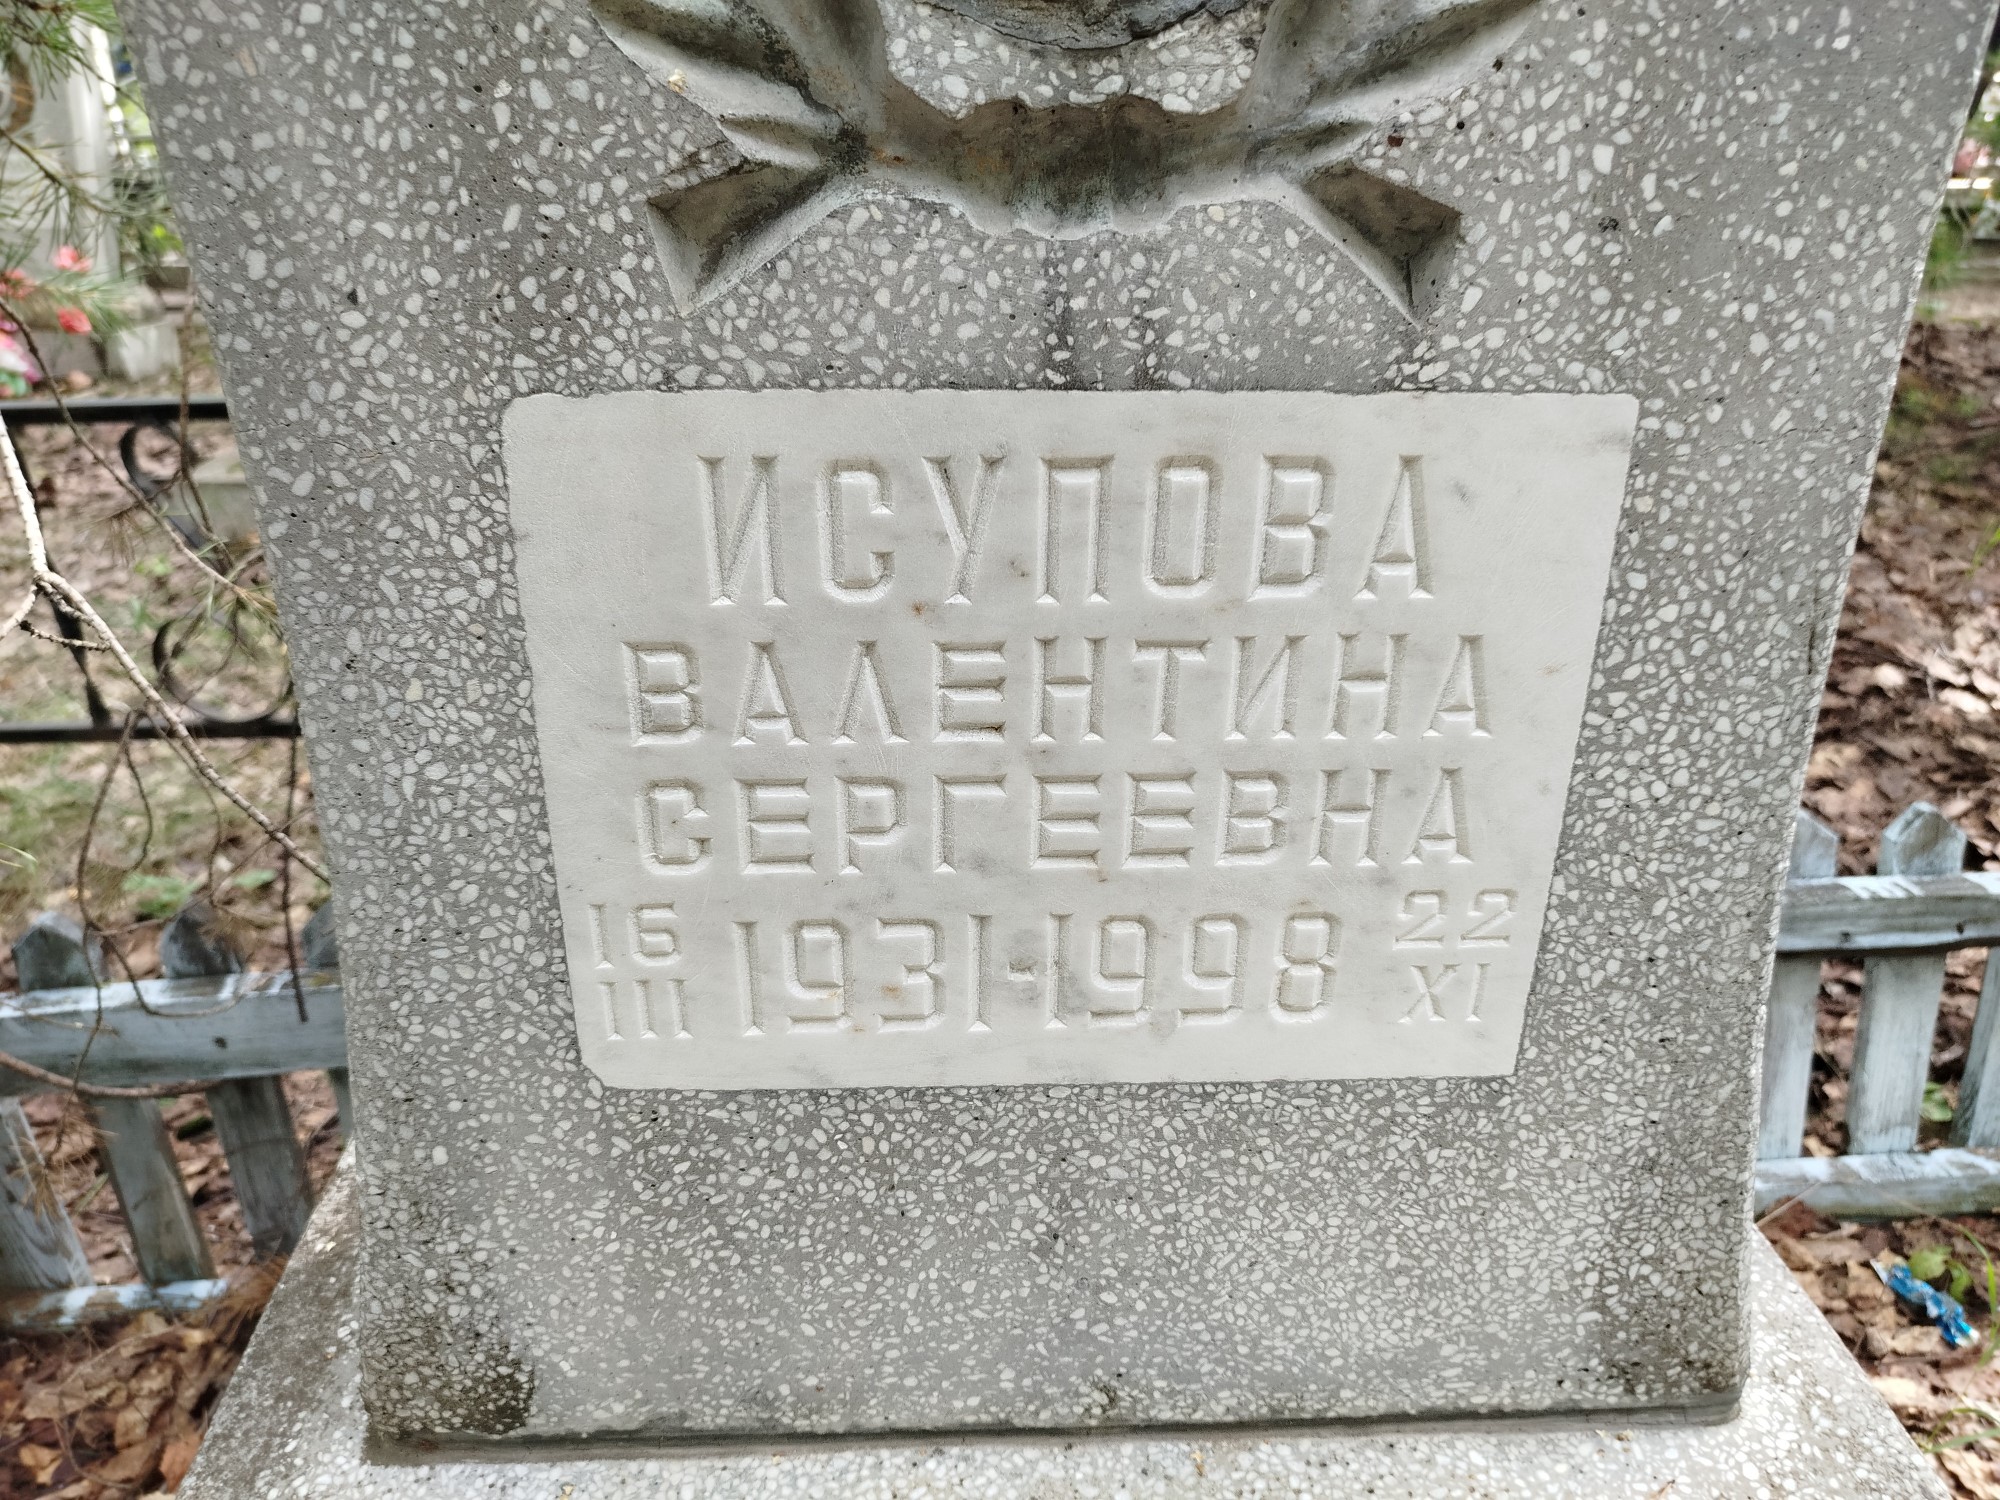 ИСУПОВА
ВАЛЕНТИНА
СЕРГЕЕВНА
16 III 1931-1998 22 XI